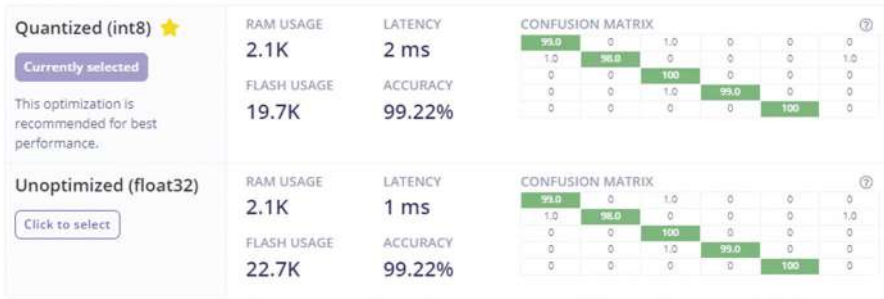 Quantized (int8)
Currently selected
This optimization is
recommended for best
performance.
RAM USAGE LATENCY
2.1K 2 ms
FLASH USAGE ACCURACY
19.7K 99.22%
CONFUSION MATRIX
99.0 0 1.0 0 0 0
1.0 98.0 0 0 0 1.0
0 0 100 0 0 0
0 0 1.0 99.0 0 0
0 0 0 0 100 0
Unoptimized (float32)
Click to select
RAM USAGE LATENCY
2.1K 1 ms
FLASH USAGE ACCURACY
22.7K 99.22%
CONFUSION MATRIX
99.0 0 1.0 0 0 0
1.0 98.0 0 0 0 1.0
0 0 100 0 0 0
0 0 1.0 99.0 0 0
0 0 0 0 100 0